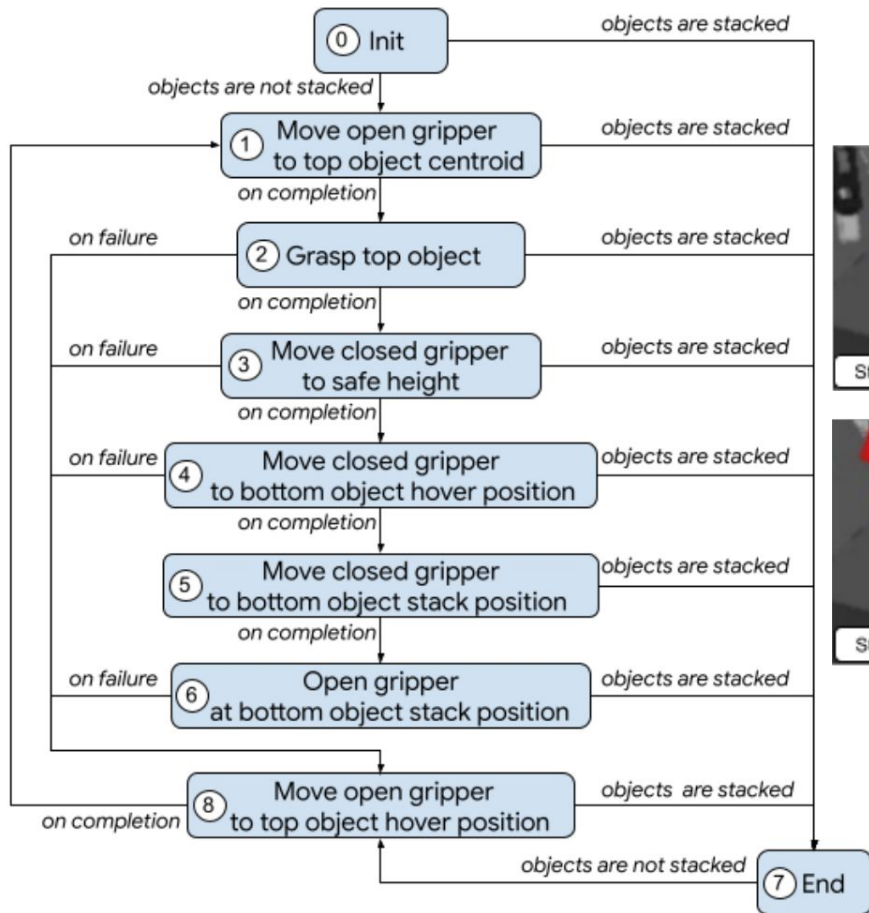 0 Init
objects are stacked
objects are not stacked
1 Move open gripper
to top object centroid
objects are stacked
on completion
on failure
2 Grasp top object
objects are stacked
on completion
on failure
3 Move closed gripper
to safe height
objects are stacked
on completion
on failure
4 Move closed gripper
to bottom object hover position
objects are stacked
on completion
5 Move closed gripper
to bottom object stack position
objects are stacked
on completion
on failure
6 Open gripper
at bottom object stack position
objects are stacked
8 Move open gripper
to top object hover position
objects are stacked
on completion
objects are not stacked
7 End